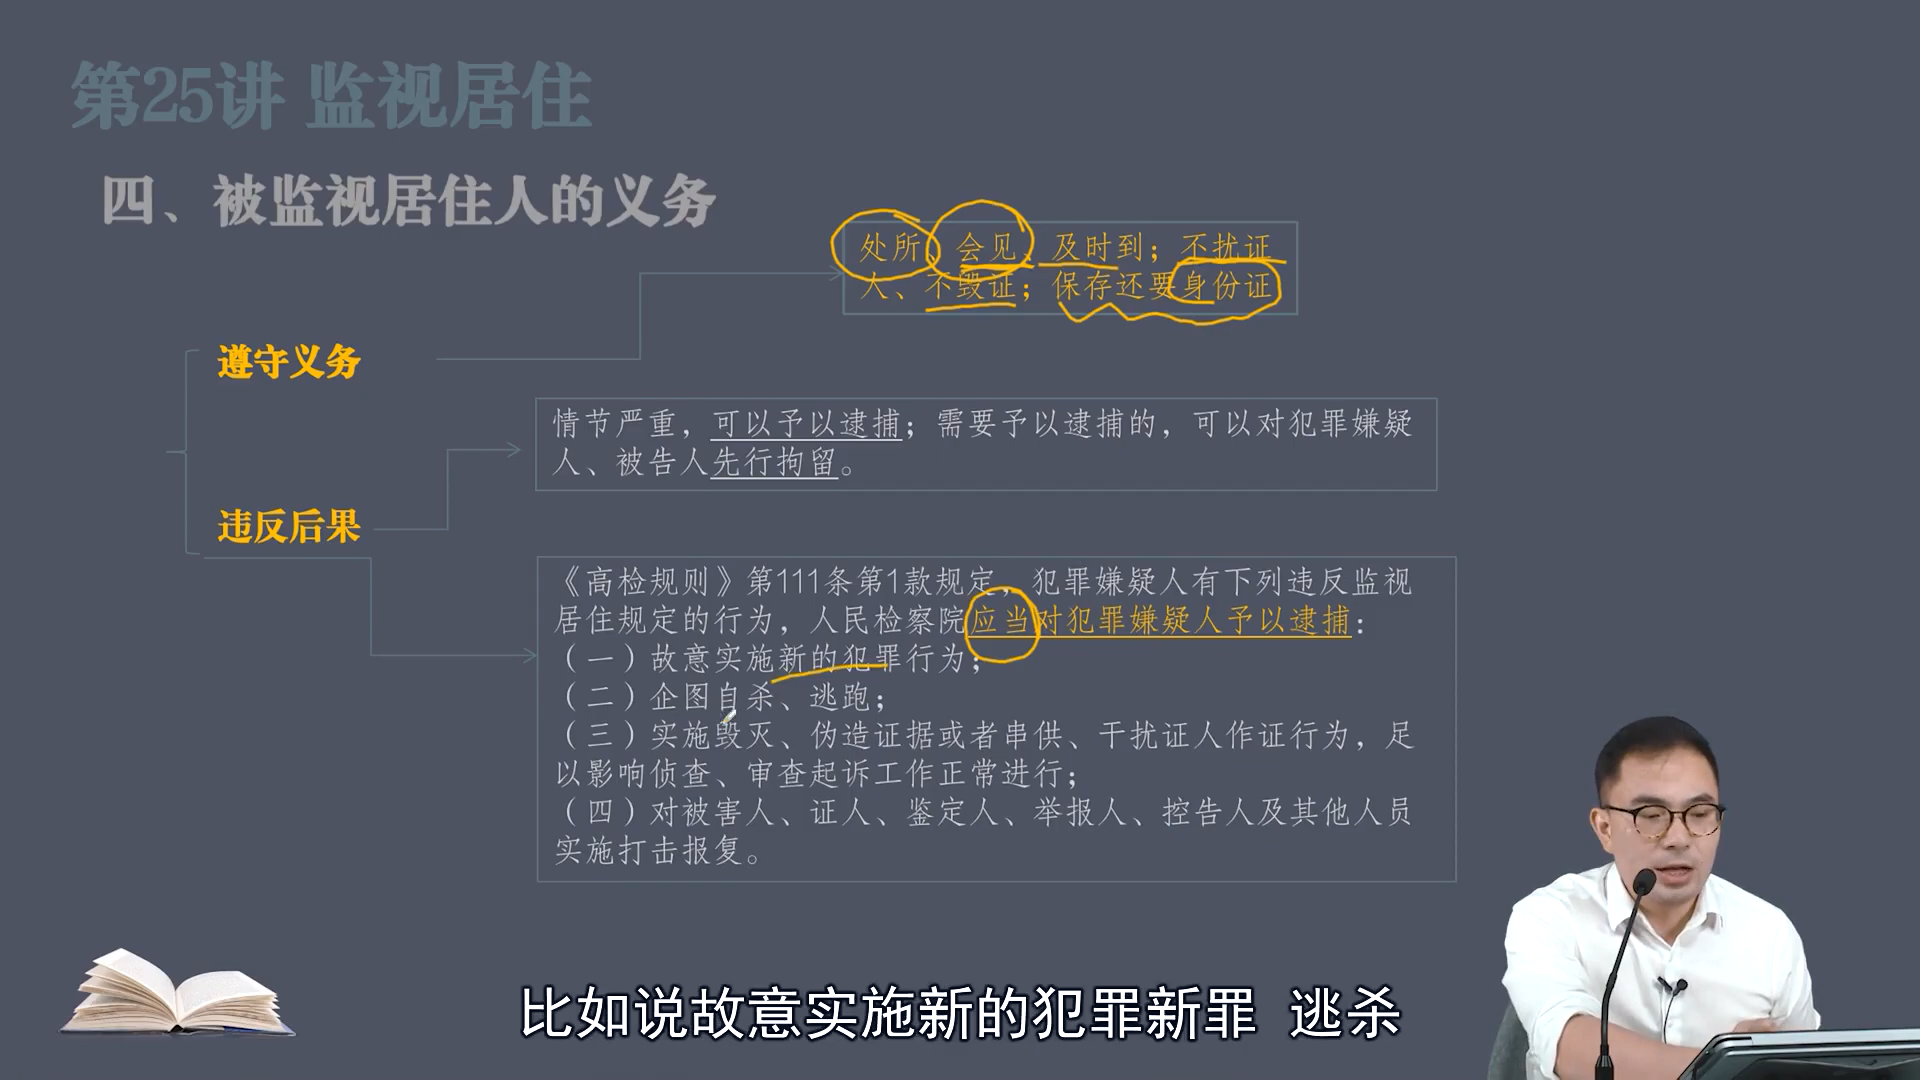 第25讲 监视居住
四、被监视居住人的义务
处所、会见、及时到；不扰证
人、不毁证；保存还要身份证
遵守义务
情节严重，可以予以逮捕；需要予以逮捕的，可以对犯罪嫌疑
人、被告人先行拘留。
违反后果
《高检规则》第111条第1款规定，犯罪嫌疑人有下列违反监视
居住规定的行为，人民检察院应当对犯罪嫌疑人予以逮捕：
（一）故意实施新的犯罪行为；
（二）企图自杀、逃跑；
（三）实施毁灭、伪造证据或者串供、干扰证人作证行为，足
以影响侦查、审查起诉工作正常进行；
（四）对被害人、证人、鉴定人、举报人、控告人及其他人员
实施打击报复。
比如说故意实施新的犯罪新罪 逃杀